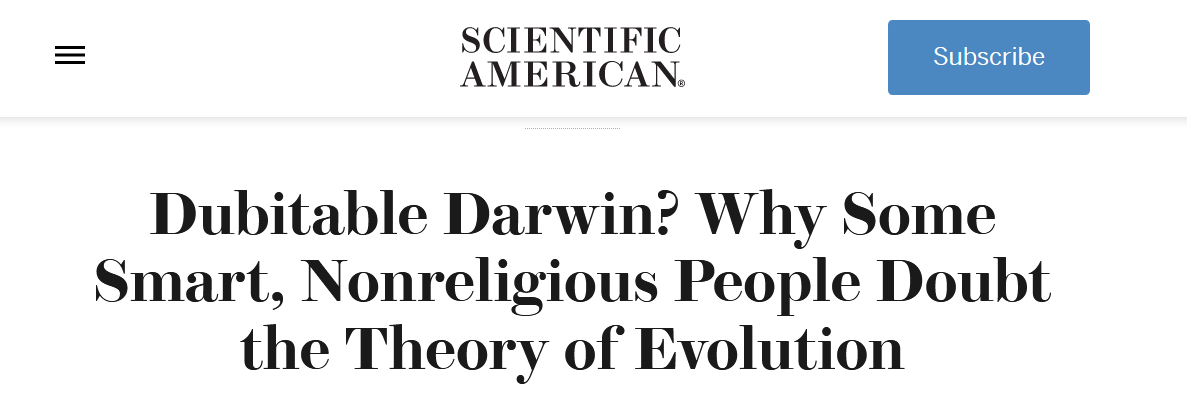 SCIENTIFIC
AMERICAN®
Subscribe
Dubitable Darwin? Why Some
Smart, Nonreligious People Doubt
the Theory of Evolution